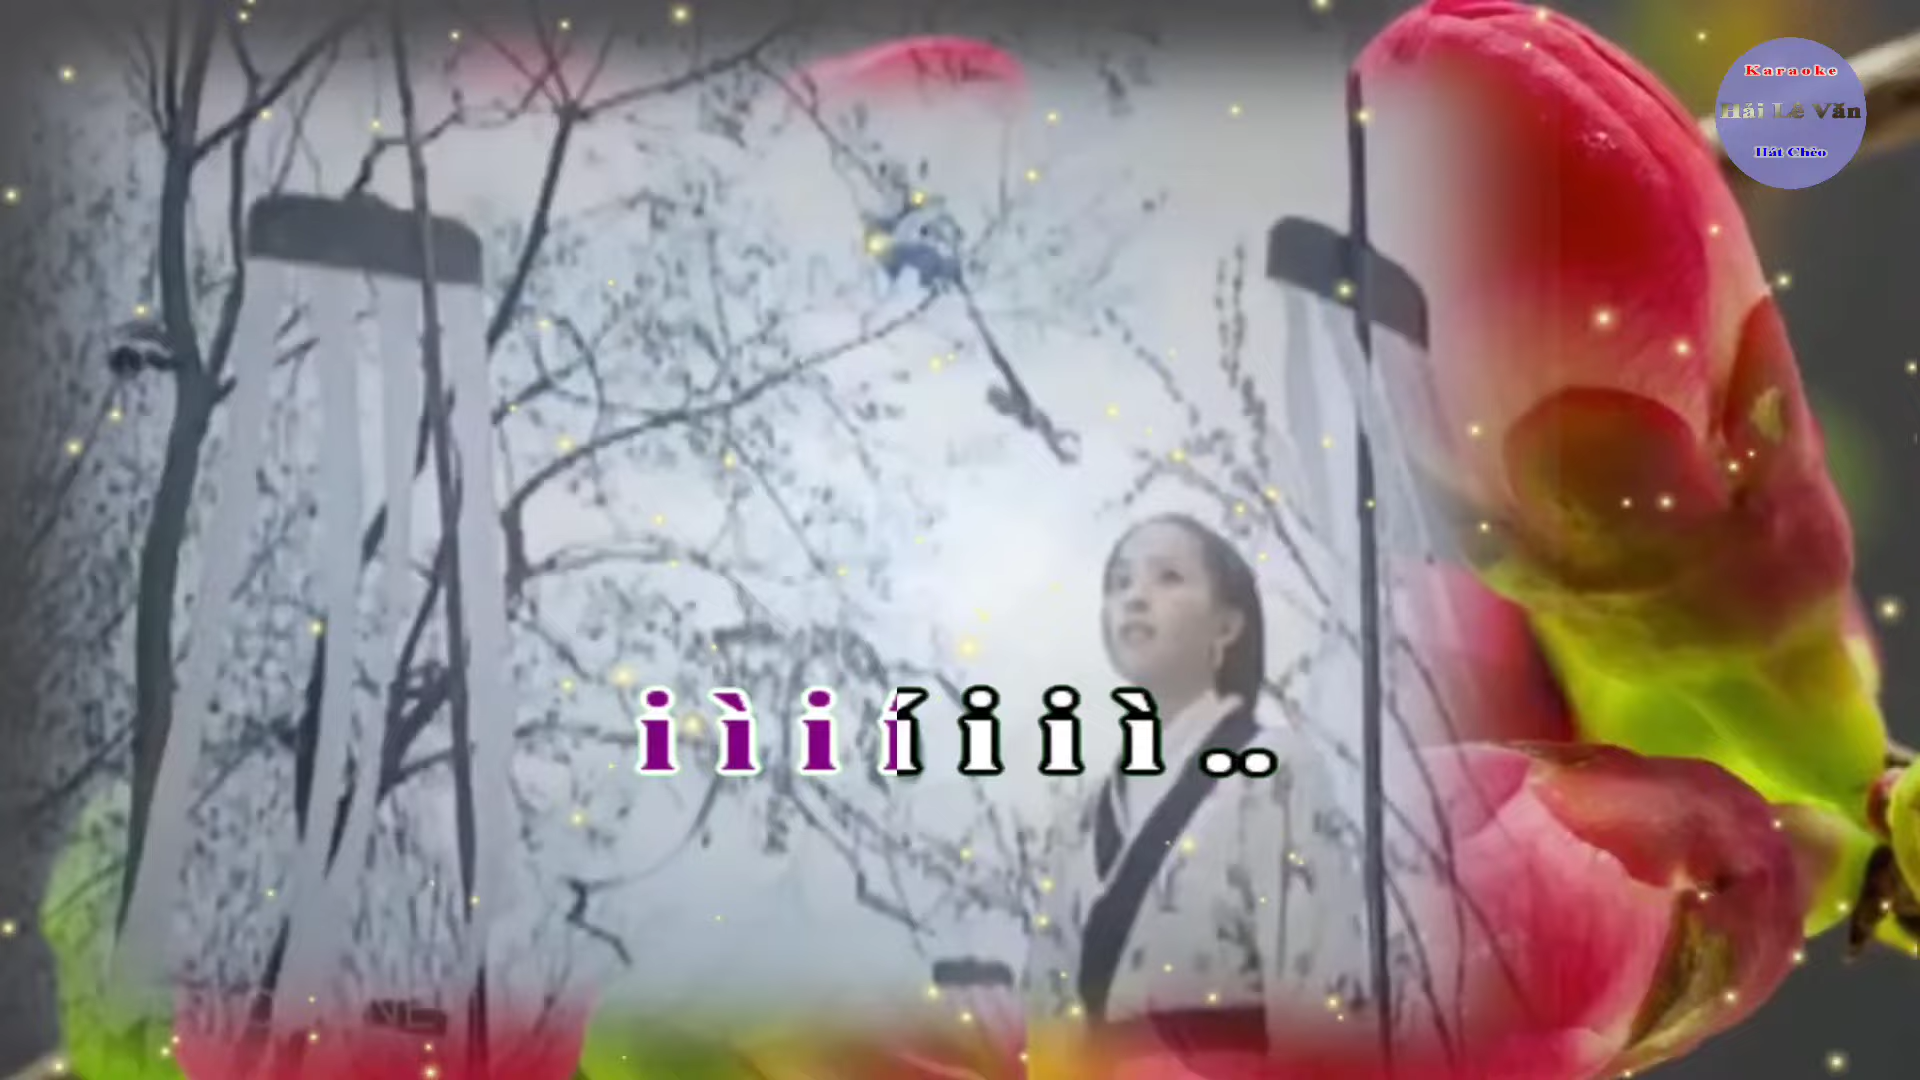 Karaoke
Hải Lê Văn
Hát Chèo
i ì i í i i ì ..